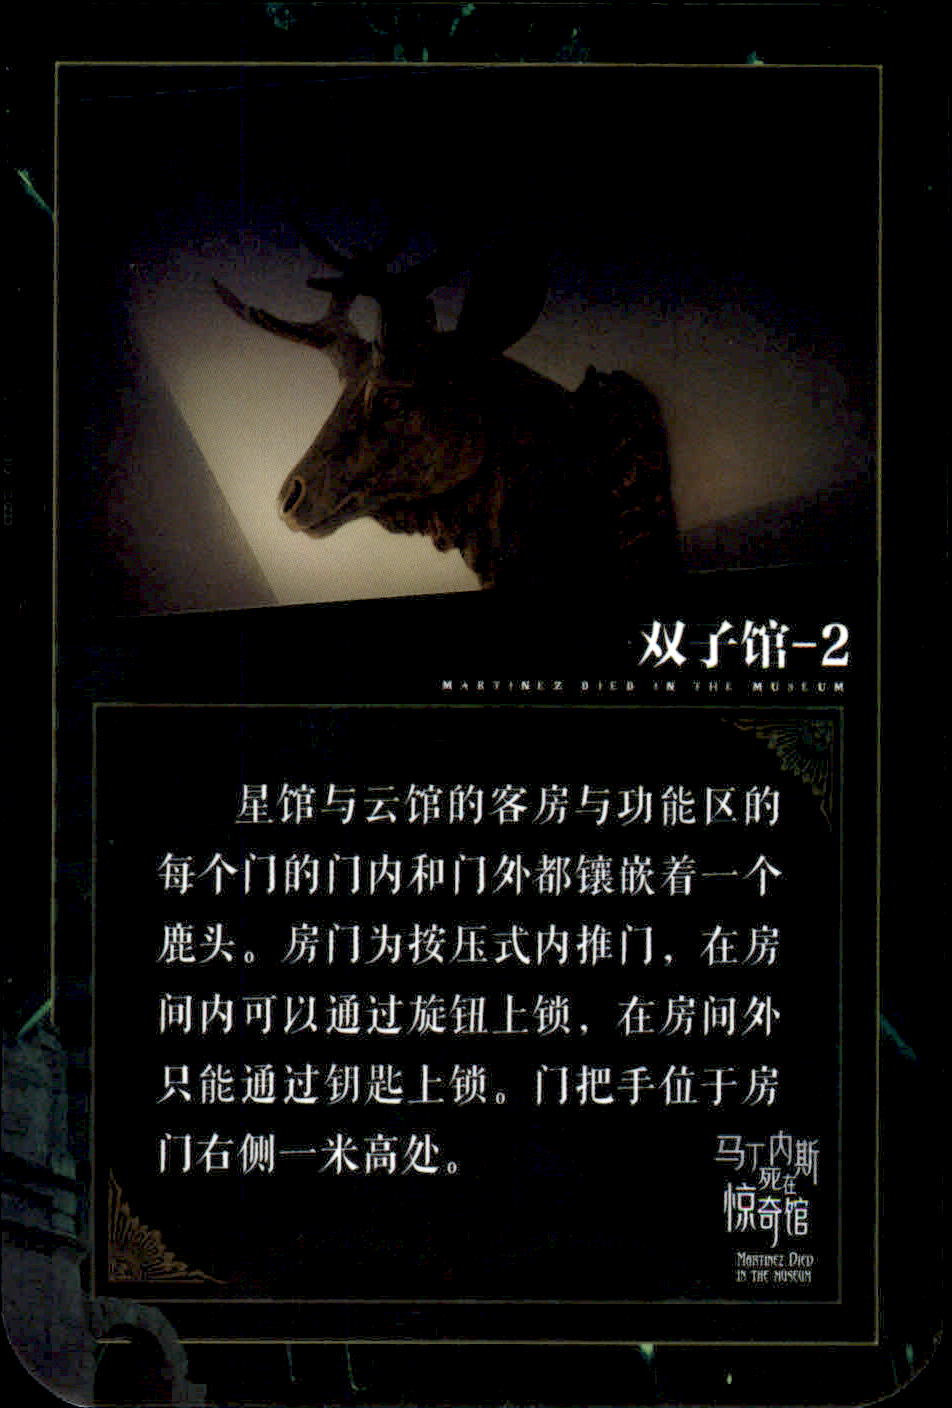 双子馆-2
MARTINEZ DIED IN THE MUSEUM
星馆与云馆的客房与功能区的
每个门的门内和门外都镶嵌着一个
鹿头。房门为按压式内推门，在房
间内可以通过旋钮上锁，在房间外
只能通过钥匙上锁。门把手位于房
门右侧一米高处。
马丁内斯
死在
惊奇馆
MARTINEZ DIED
IN THE MUSEUM